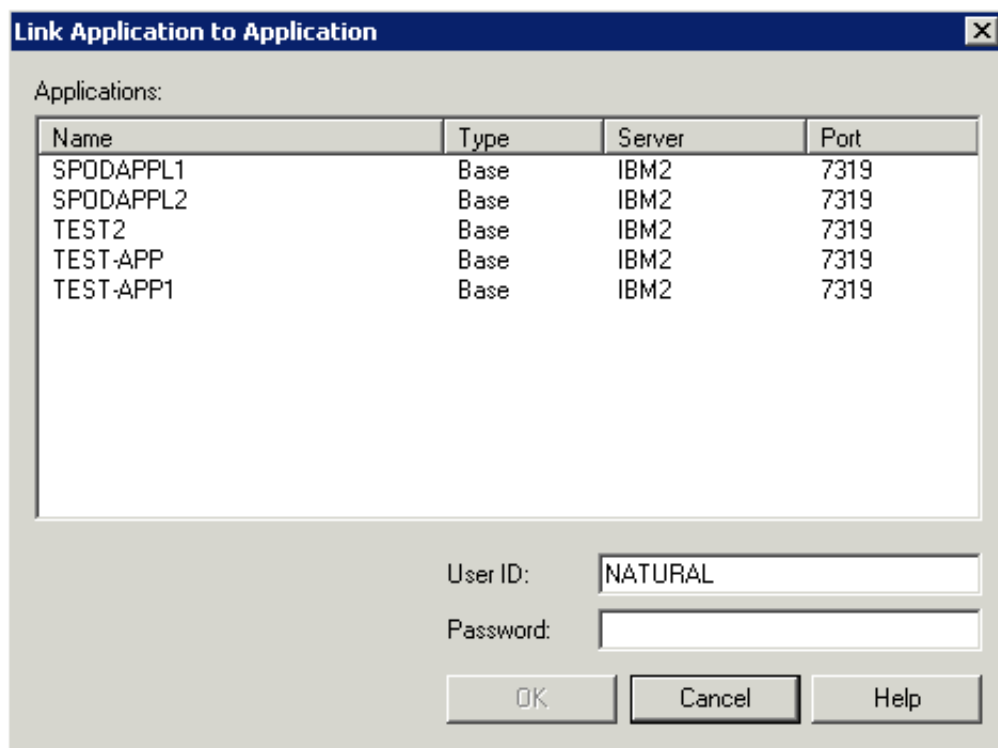 Link Application to Application
Applications:
Name Type Server Port
SPODAPPL1 Base IBM2 7319
SPODAPPL2 Base IBM2 7319
TEST2 Base IBM2 7319
TEST-APP Base IBM2 7319
TEST-APP1 Base IBM2 7319
User ID: NATURAL
Password:
OK Cancel Help